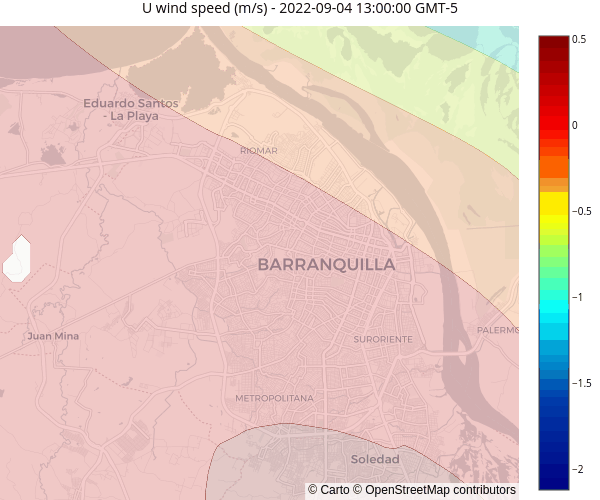 U wind speed (m/s) - 2022-09-04 13:00:00 GMT-5
0.5
Eduardo Santos
- La Playa
0
RIOMAR
−0.5
BARRANQUILLA
−1
PALERMO
Juan Mina
SURORIENTE
−1.5
METROPOLITANA
Soledad
−2
© Carto © OpenStreetMap contributors